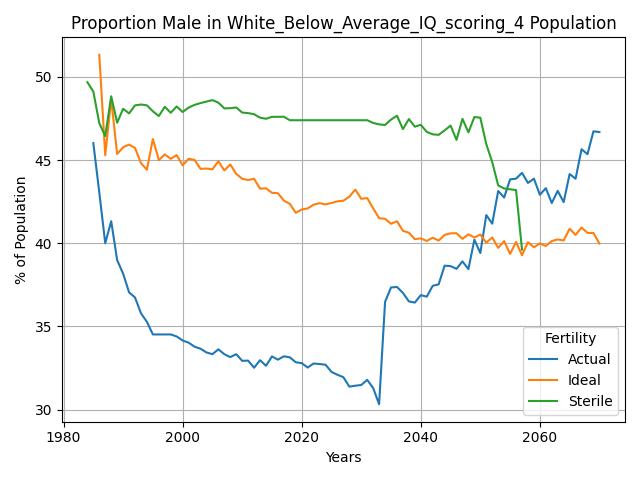 Proportion Male in White_Below_Average_IQ_scoring_4 Population
% of Population
50
45
40
35
30
1980
2000
2020
2040
2060
Years
Fertility
Actual
Ideal
Sterile